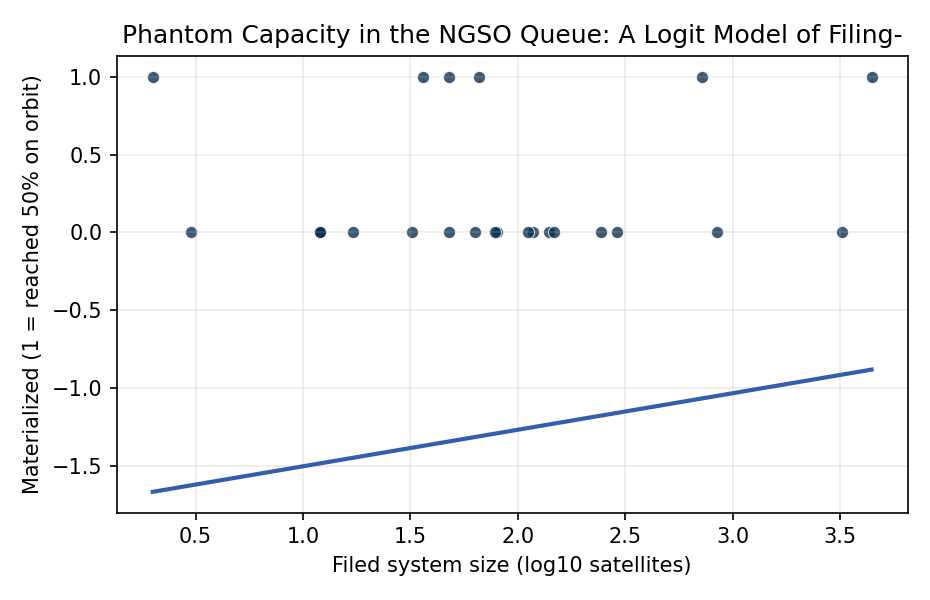 Phantom Capacity in the NGSO Queue: A Logit Model of Filing-
Materialized (1 = reached 50% on orbit)
1.0
0.5
0.0
−0.5
−1.0
−1.5
0.5 1.0 1.5 2.0 2.5 3.0 3.5
Filed system size (log10 satellites)